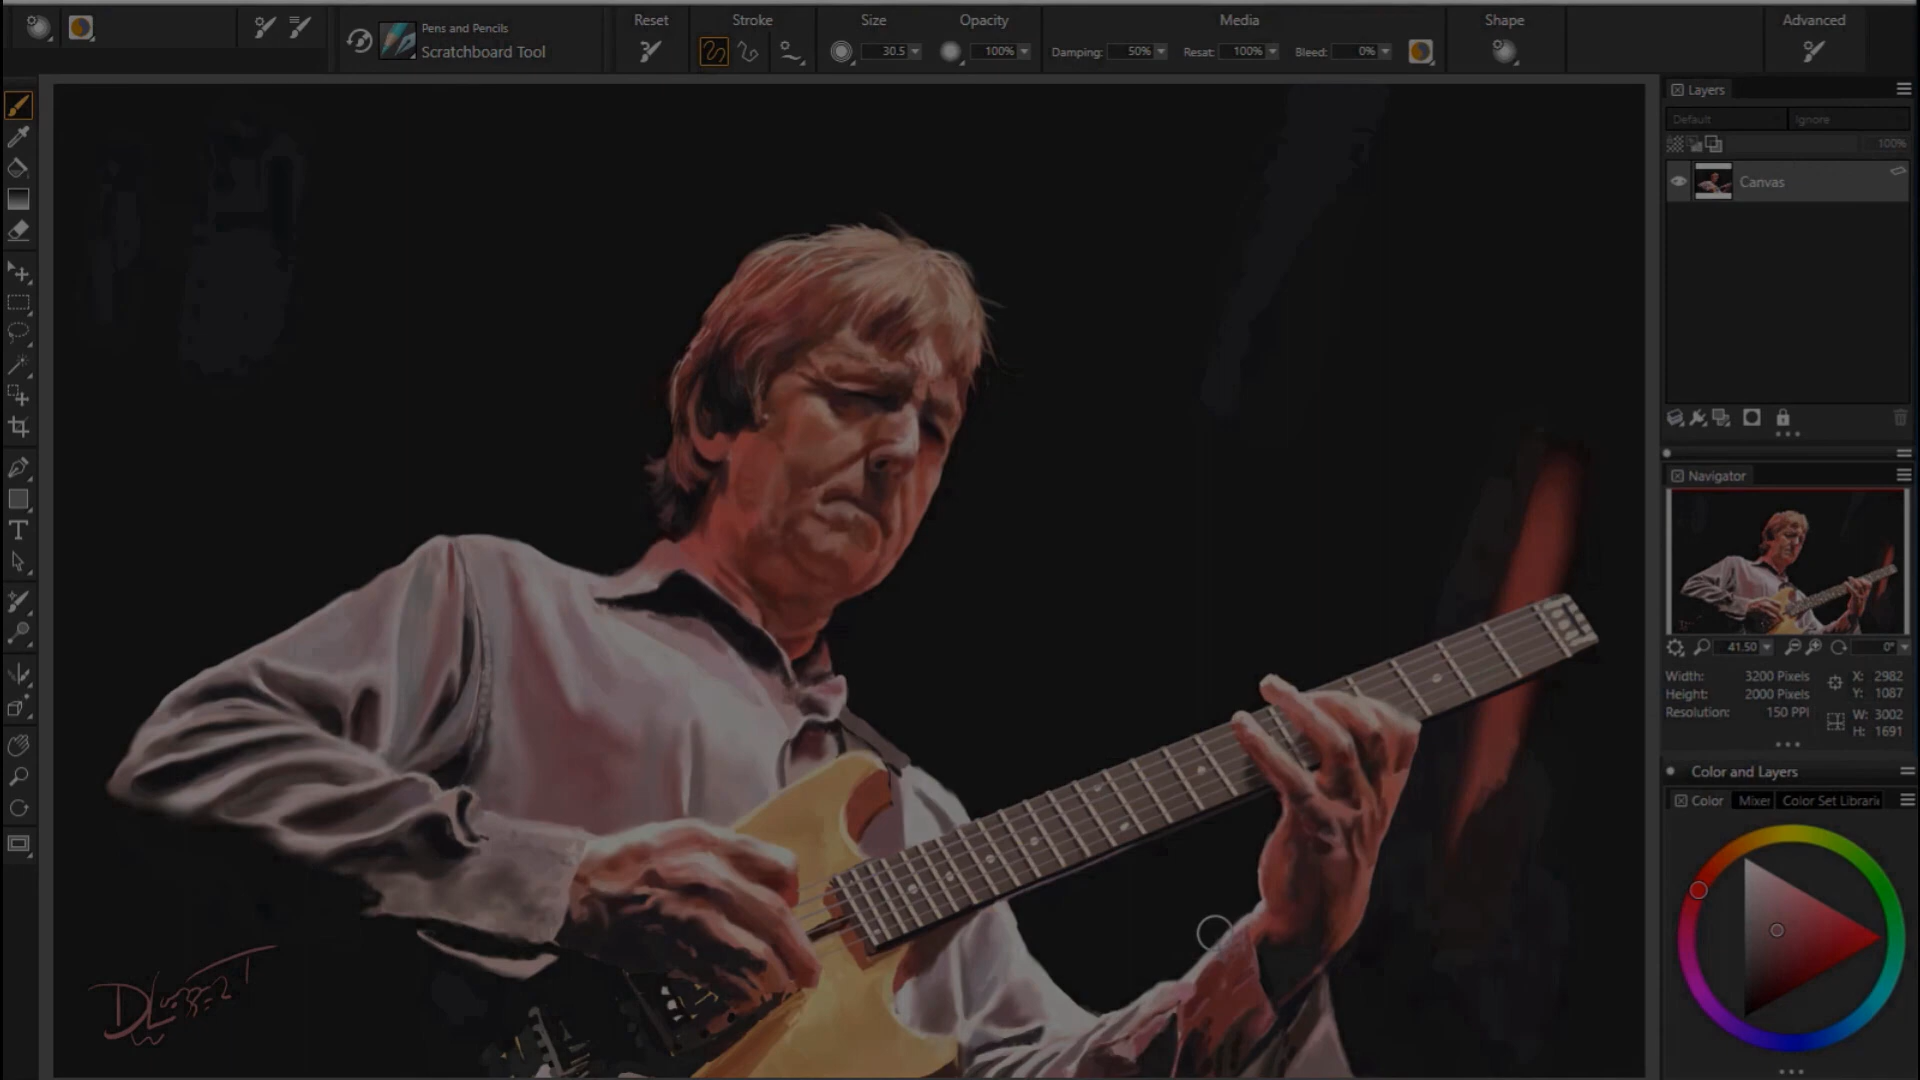 Reset Stroke Size Opacity Media Shape Advanced
Pens and Pencils
Scratchboard Tool
30.5 100% Damping: 50% Resat: 100% Bleed: 0%
Layers
Default Ignore
100%
Canvas
Navigator
41.50 0°
Width: 3200 Pixels X: 2982
Height: 2000 Pixels Y: 1087
Resolution: 150 PPI W: 3002
H: 1691
Color and Layers
Color Mixer Color Set Librari
T